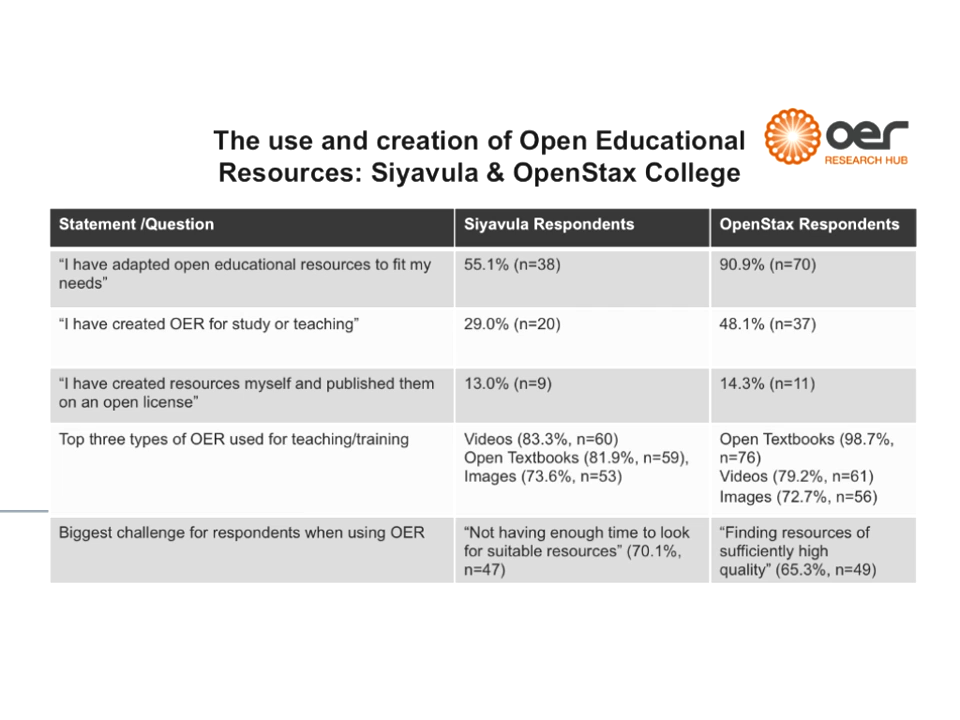 The use and creation of Open Educational
Resources: Siyavula & OpenStax College
oer
RESEARCH HUB
Statement /Question
Siyavula Respondents
OpenStax Respondents
“I have adapted open educational resources to fit my
needs”
55.1% (n=38)
90.9% (n=70)
“I have created OER for study or teaching”
29.0% (n=20)
48.1% (n=37)
“I have created resources myself and published them
on an open license”
13.0% (n=9)
14.3% (n=11)
Top three types of OER used for teaching/training
Videos (83.3%, n=60)
Open Textbooks (81.9%, n=59),
Images (73.6%, n=53)
Open Textbooks (98.7%,
n=76)
Videos (79.2%, n=61)
Images (72.7%, n=56)
Biggest challenge for respondents when using OER
“Not having enough time to look
for suitable resources” (70.1%,
n=47)
“Finding resources of
sufficiently high
quality” (65.3%, n=49)